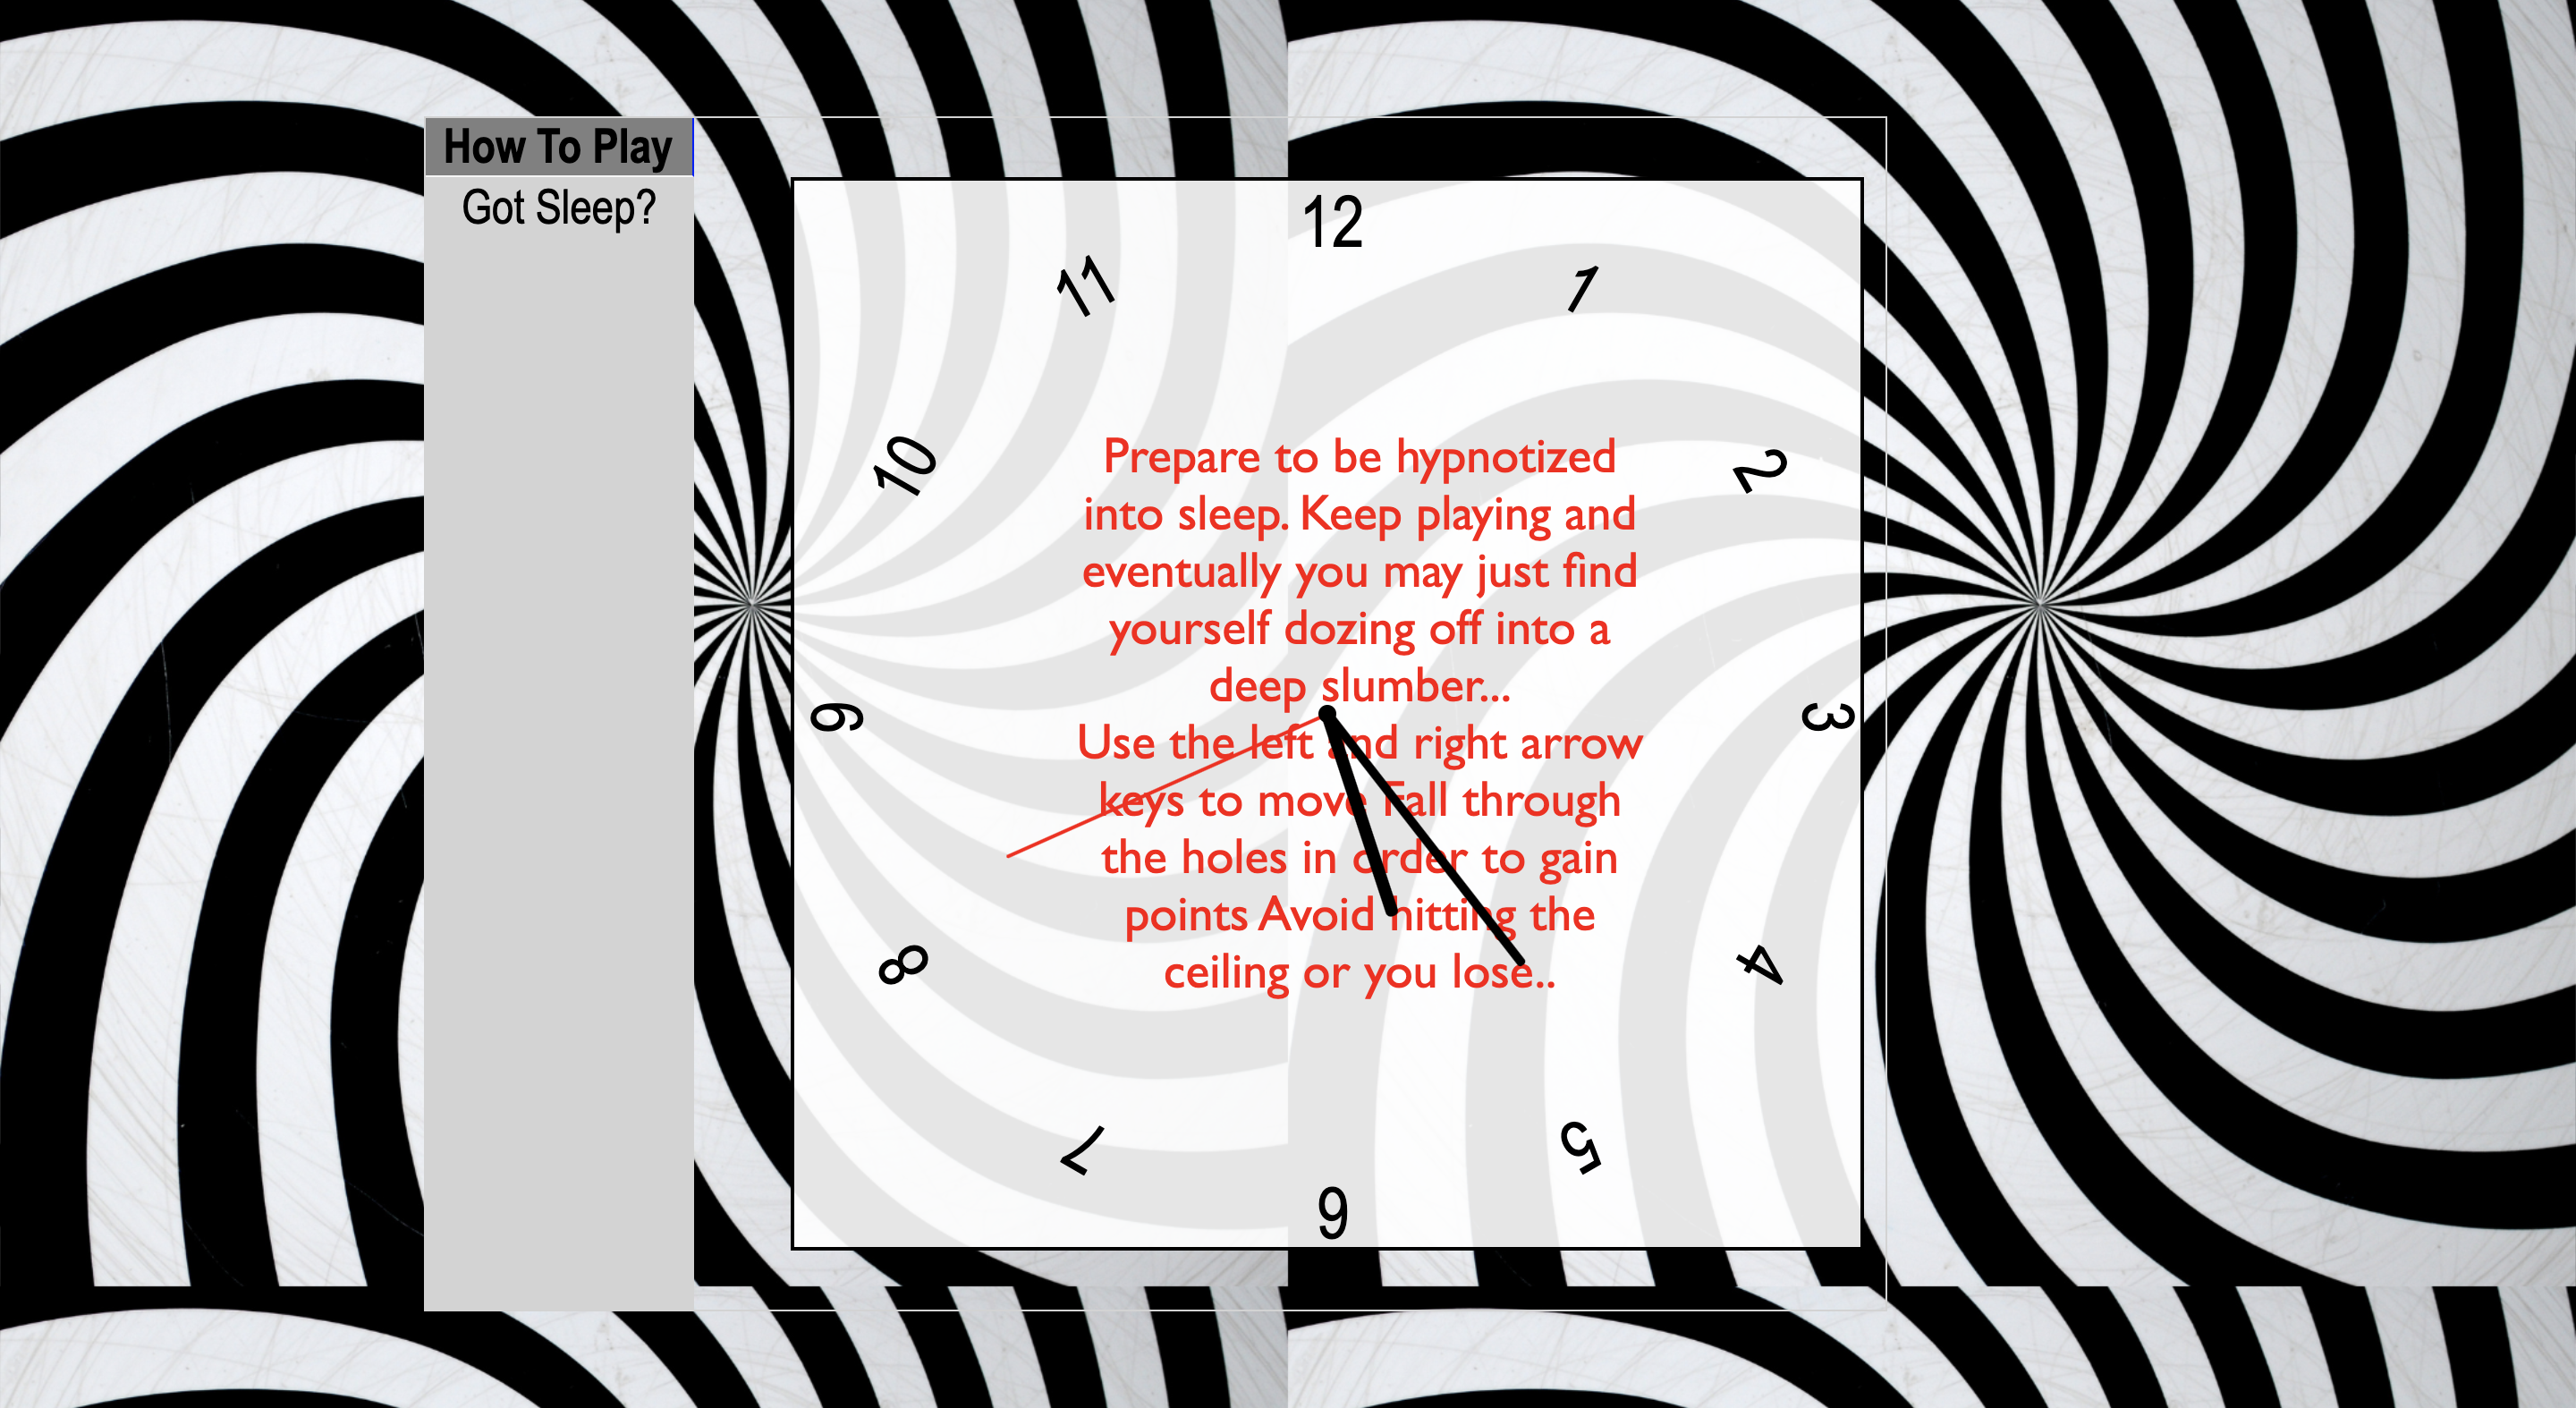 How To Play
Got Sleep?
12
11
1
10
2
Prepare to be hypnotized
into sleep. Keep playing and
eventually you may just find
yourself dozing off into a
deep slumber...
9
3
Use the left and right arrow
keys to move Fall through
the holes in order to gain
points Avoid hitting the
ceiling or you lose..
8
4
7
5
6